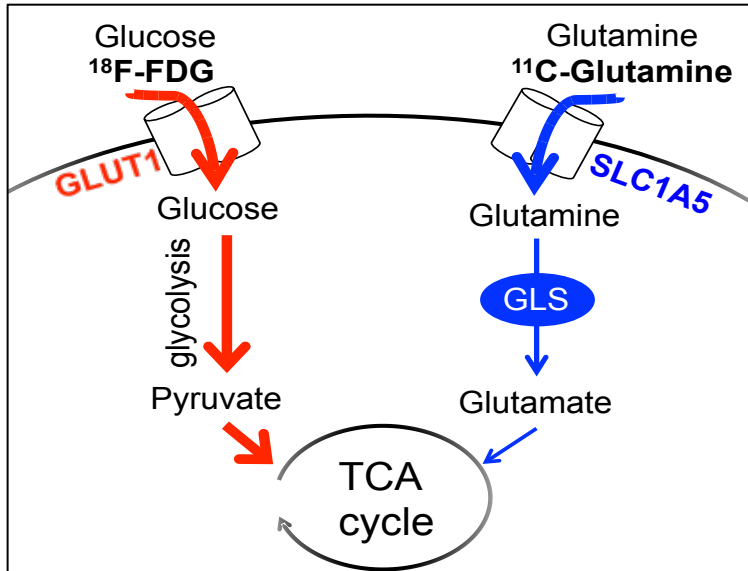 Glucose
¹⁸F-FDG
Glutamine
¹¹C-Glutamine
GLUT1
SLC1A5
Glucose
Glutamine
glycolysis
GLS
Pyruvate
Glutamate
TCA
cycle